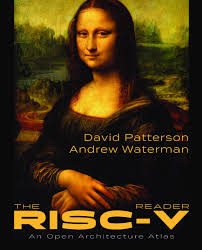 David Patterson
Andrew Waterman
THE READER
RISC-V
An Open Architecture Atlas